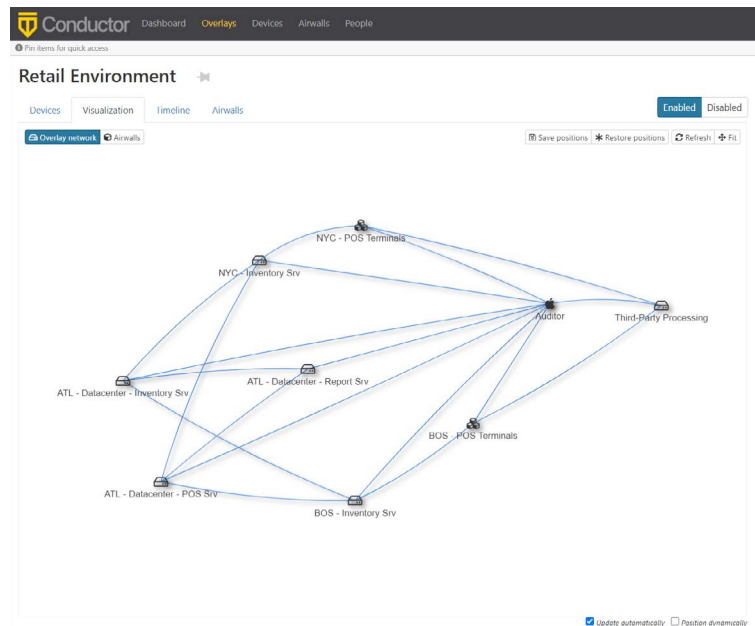 Conductor Dashboard Overlays Devices Airwalls People
Pin items for quick access
Retail Environment
Devices Visualization Timeline Airwalls Enabled Disabled
Overlay network Airwalls Save positions Restore positions Refresh Fit
NYC - POS Terminals
NYC - Inventory Srv
Auditor Third-Party Processing
ATL - Datacenter - Report Srv
ATL - Datacenter - Inventory Srv
BOS - POS Terminals
ATL - Datacenter - POS Srv
BOS - Inventory Srv
Update automatically Position dynamically